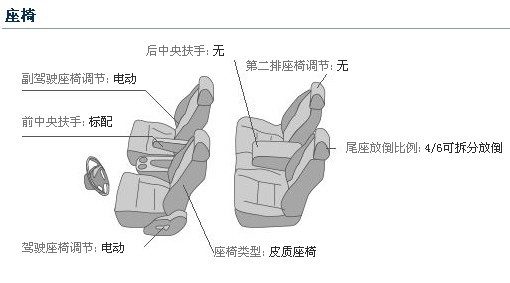 座椅
后中央扶手: 无
第二排座椅调节: 无
副驾驶座椅调节: 电动
前中央扶手: 标配
尾座放倒比例: 4/6可拆分放倒
驾驶座椅调节: 电动
座椅类型: 皮质座椅